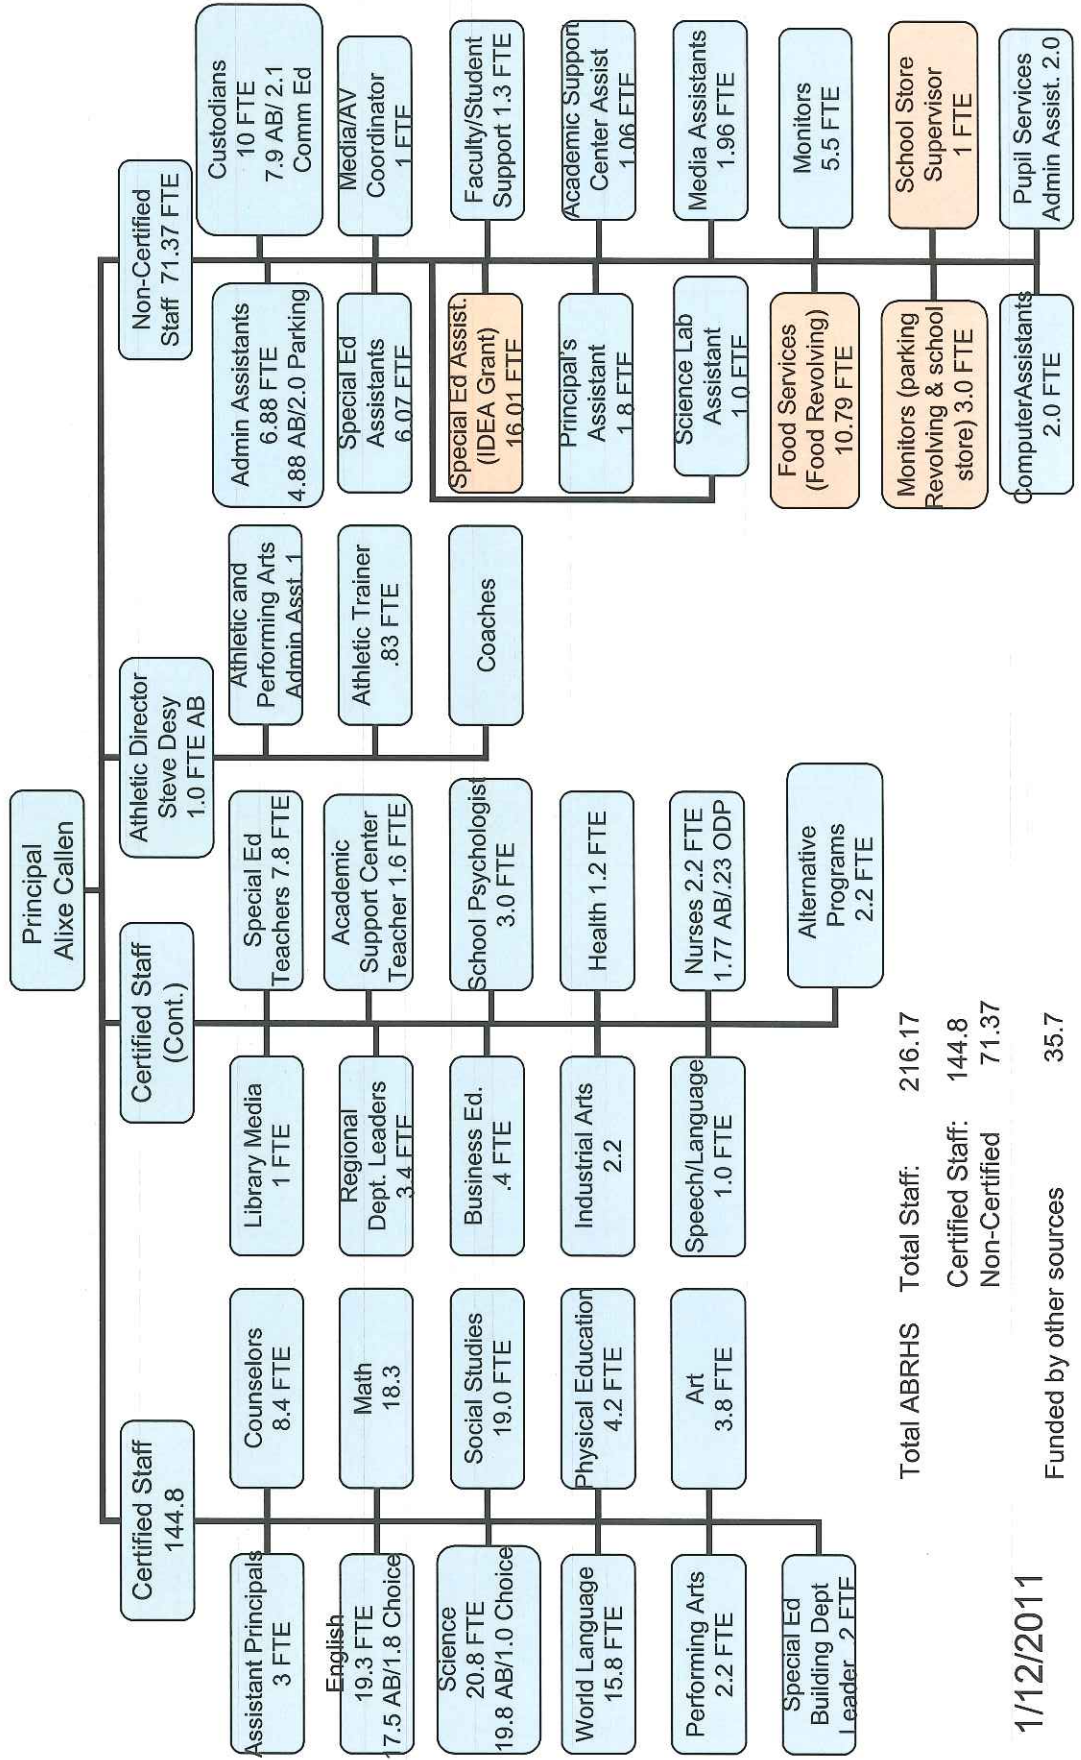 Principal
Alixe Callen
Certified Staff
144.8
Assistant Principals
3 FTE
Counselors
8.4 FTE
English
19.3 FTE
17.5 AB/1.8 Choice
Math
18.3
Science
20.8 FTE
19.8 AB/1.0 Choice
Social Studies
19.0 FTE
World Language
15.8 FTE
Physical Education
4.2 FTE
Performing Arts
2.2 FTE
Art
3.8 FTE
Special Ed
Building Dept
Leader .2 FTE
Certified Staff
(Cont.)
Library Media
1 FTE
Special Ed
Teachers 7.8 FTE
Regional
Dept. Leaders
3.4 FTE
Academic
Support Center
Teacher 1.6 FTE
Business Ed.
.4 FTE
School Psychologist
3.0 FTE
Industrial Arts
2.2
Health 1.2 FTE
Speech/Language
1.0 FTE
Nurses 2.2 FTE
1.77 AB/.23 ODP
Alternative
Programs
2.2 FTE
Athletic Director
Steve Desy
1.0 FTE AB
Athletic and
Performing Arts
Admin Asst. 1
Athletic Trainer
.83 FTE
Coaches
Non-Certified
Staff 71.37 FTE
Admin Assistants
6.88 FTE
4.88 AB/2.0 Parking
Custodians
10 FTE
7.9 AB/ 2.1
Comm Ed
Special Ed
Assistants
6.07 FTE
Media/AV
Coordinator
1 FTE
Special Ed Assist.
(IDEA Grant)
16.01 FTE
Faculty/Student
Support 1.3 FTE
Principal's
Assistant
1.8 FTE
Academic Support
Center Assist
1.06 FTE
Science Lab
Assistant
1.0 FTE
Media Assistants
1.96 FTE
Food Services
(Food Revolving)
10.79 FTE
Monitors
5.5 FTE
Monitors (parking
Revolving & school
store) 3.0 FTE
School Store
Supervisor
1 FTE
ComputerAssistants
2.0 FTE
Pupil Services
Admin Assist. 2.0
Total ABRHS Total Staff: 216.17
Certified Staff: 144.8
Non-Certified 71.37
1/12/2011
Funded by other sources 35.7